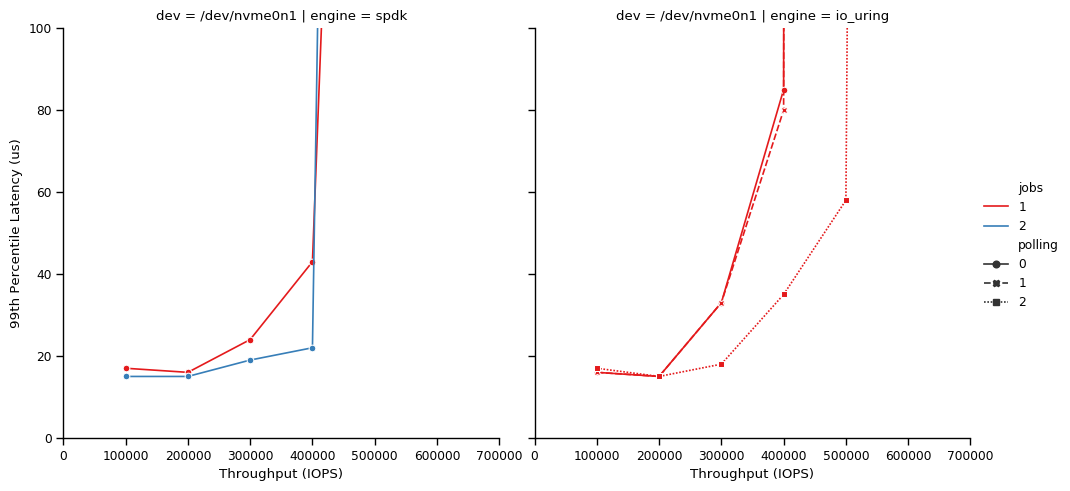 dev = /dev/nvme0n1 | engine = spdk
dev = /dev/nvme0n1 | engine = io_uring
100
80
60
40
20
0
99th Percentile Latency (us)
0 100000 200000 300000 400000 500000 600000 700000
Throughput (IOPS)
0 100000 200000 300000 400000 500000 600000 700000
Throughput (IOPS)
jobs
1
2
polling
0
1
2